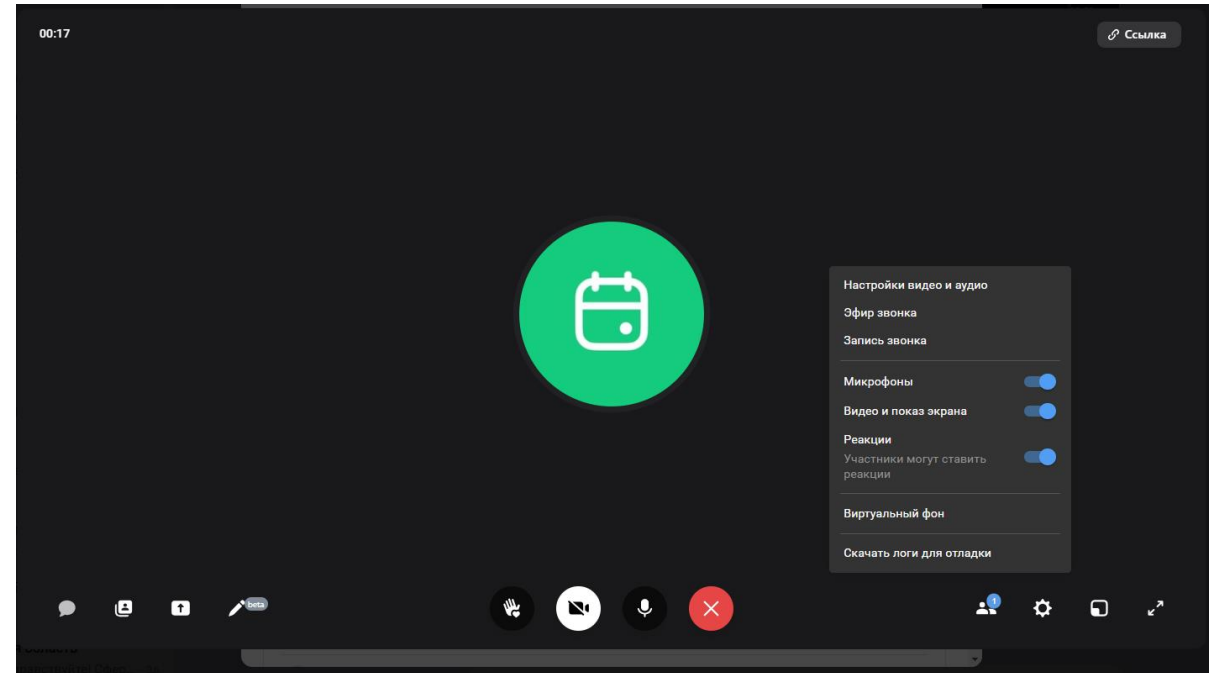 00:17
Ссылка
Настройки видео и аудио
Эфир звонка
Запись звонка
Микрофоны
Видео и показ экрана
Реакции
Участники могут ставить
реакции
Виртуальный фон
Скачать логи для отладки
beta
1